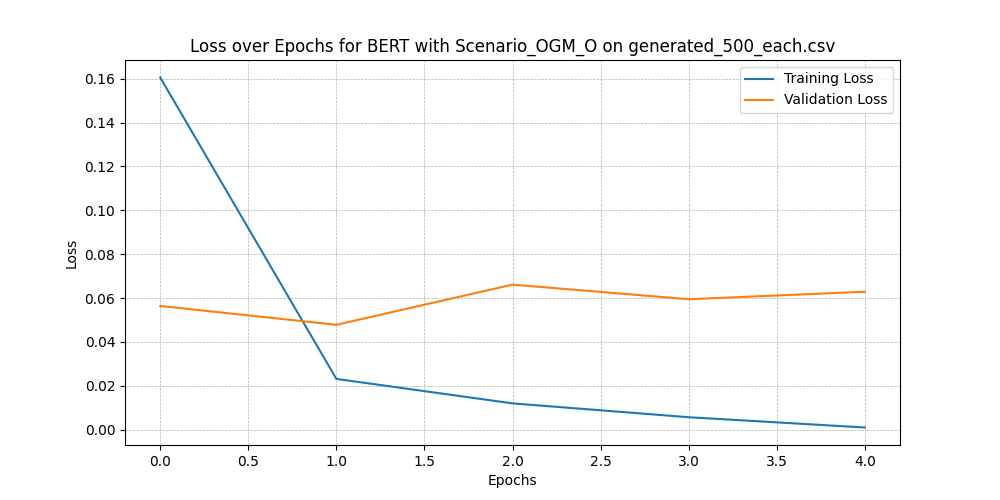 Loss over Epochs for BERT with Scenario_OGM_O on generated_500_each.csv
Training Loss
Validation Loss
0.16
0.14
0.12
0.10
0.08
0.06
0.04
0.02
0.00
Loss
0.0 0.5 1.0 1.5 2.0 2.5 3.0 3.5 4.0
Epochs